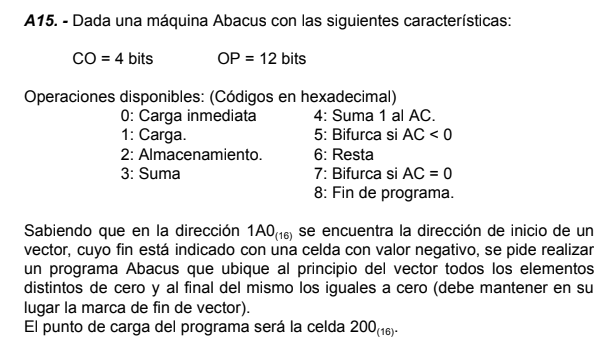 A15. - Dada una máquina Abacus con las siguientes características:
CO = 4 bits OP = 12 bits
Operaciones disponibles: (Códigos en hexadecimal)
0: Carga inmediata 4: Suma 1 al AC.
1: Carga. 5: Bifurca si AC < 0
2: Almacenamiento. 6: Resta
3: Suma 7: Bifurca si AC = 0
8: Fin de programa.
Sabiendo que en la dirección 1A0(16) se encuentra la dirección de inicio de un
vector, cuyo fin está indicado con una celda con valor negativo, se pide realizar
un programa Abacus que ubique al principio del vector todos los elementos
distintos de cero y al final del mismo los iguales a cero (debe mantener en su
lugar la marca de fin de vector).
El punto de carga del programa será la celda 200(16).